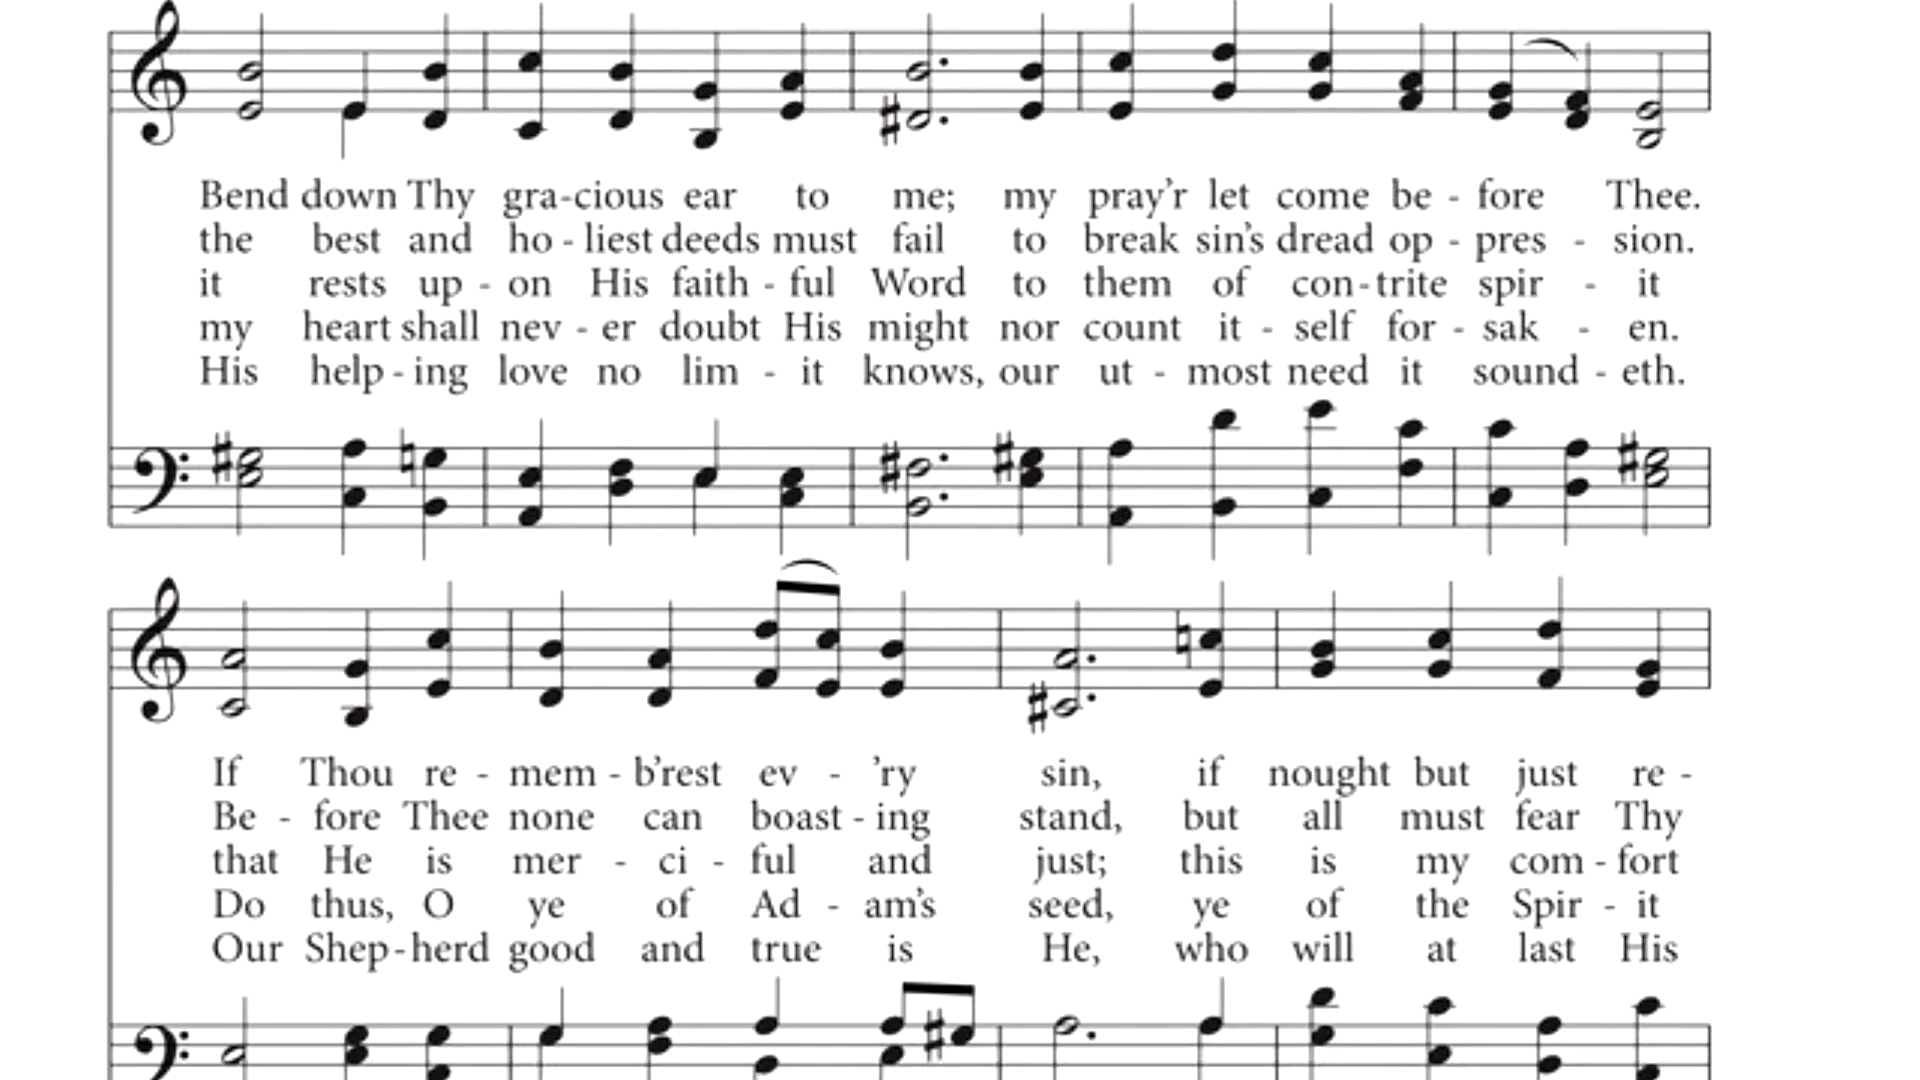 Bend down Thy gra-cious ear to me; my pray'r let come be - fore Thee.
the best and ho - liest deeds must fail to break sin's dread op - pres - sion.
it rests up - on His faith - ful Word to them of con-trite spir - it
my heart shall nev - er doubt His might nor count it - self for - sak - en.
His help - ing love no lim - it knows, our ut - most need it sound - eth.
If Thou re - mem - b'rest ev - 'ry sin, if nought but just re -
Be - fore Thee none can boast - ing stand, but all must fear Thy
that He is mer - ci - ful and just; this is my com - fort
Do thus, O ye of Ad - am's seed, ye of the Spir - it
Our Shep-herd good and true is He, who will at last His